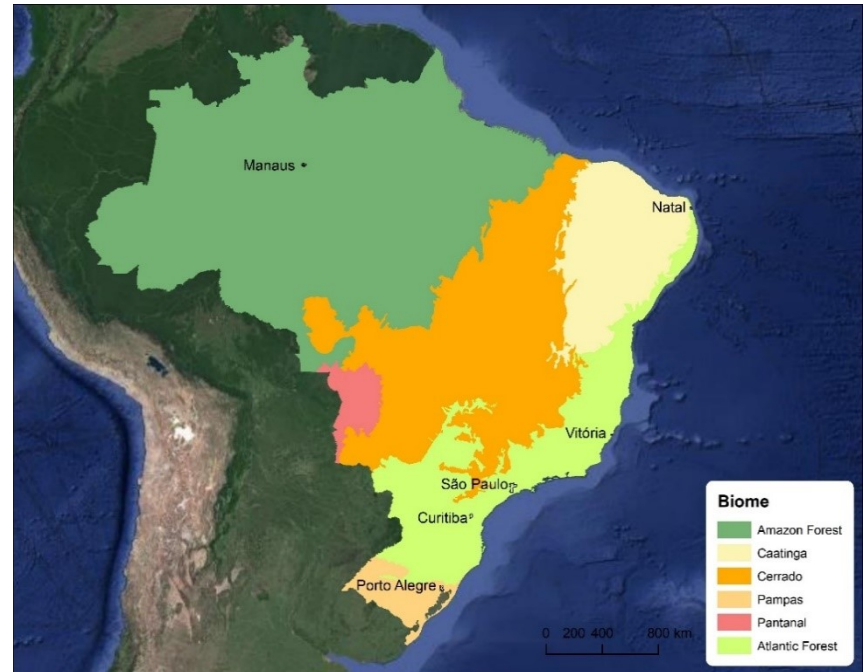 Manaus
Natal
Vitória
São Paulo
Curitiba
Porto Alegre
Biome
Amazon Forest
Caatinga
Cerrado
Pampas
Pantanal
Atlantic Forest
0 200 400 800 km